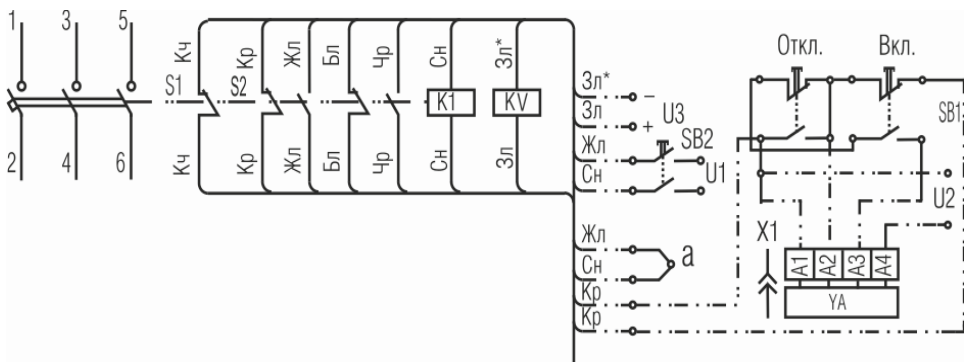 1 3 5
Кч Кр Жл Бл Чр Сн Зл*
Откл. Вкл.
S1 S2 К1 KV
2 4 6
Кч Кр Жл Бл Чр Сн Зл
Зл* −
Зл + U3
Жл SB2
Сн U1
SB1
U2
Жл
Сн а
Кр
Кр
X1
A1 A2 A3 A4
YA